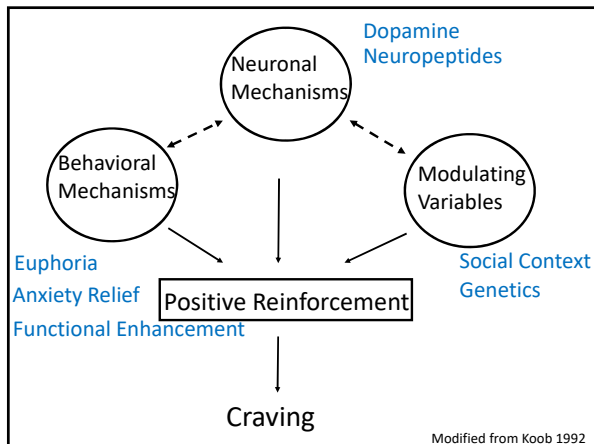 Dopamine
Neuropeptides
Neuronal
Mechanisms
Behavioral
Mechanisms
Modulating
Variables
Euphoria
Anxiety Relief
Functional Enhancement
Social Context
Genetics
Positive Reinforcement
Craving
Modified from Koob 1992